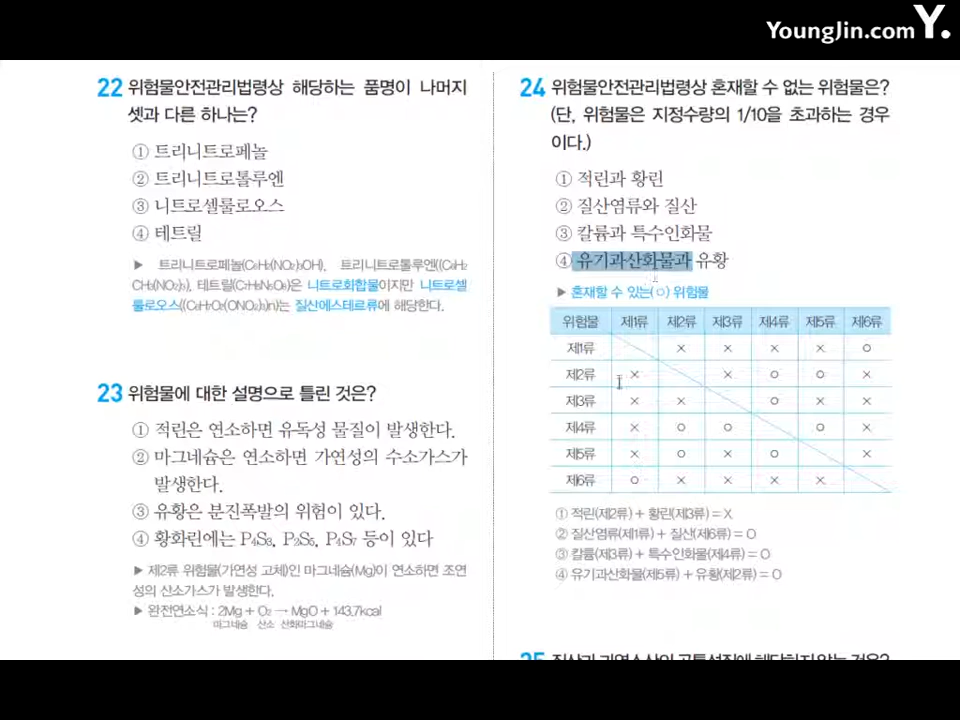 YoungJin.com Y.
22 위험물안전관리법령상 해당하는 품명이 나머지
셋과 다른 하나는?
① 트리니트로페놀
② 트리니트로톨루엔
③ 니트로셀룰로오스
④ 테트릴
▶ 트리니트로페놀(C₆H₂(NO₂)₃OH), 트리니트로톨루엔((C₆H₂
CH₃(NO₂)₃), 테트릴(C₇H₅N₅O₈)은 니트로화합물이지만 니트로셀
룰로오스((C₆H₇O₂(ONO₂)₃)n)는 질산에스테르류에 해당한다.
23 위험물에 대한 설명으로 틀린 것은?
① 적린은 연소하면 유독성 물질이 발생한다.
② 마그네슘은 연소하면 가연성의 수소가스가
발생한다.
③ 유황은 분진폭발의 위험이 있다.
④ 황화린에는 P₄S₃, P₂S₅, P₄S₇ 등이 있다
▶ 제2류 위험물(가연성 고체)인 마그네슘(Mg)이 연소하면 조연
성의 산소가스가 발생한다.
▶ 완전연소식 : 2Mg + O₂ → MgO + 143.7kcal
마그네슘 산소 산화마그네슘
24 위험물안전관리법령상 혼재할 수 없는 위험물은?
(단, 위험물은 지정수량의 1/10을 초과하는 경우
이다.)
① 적린과 황린
② 질산염류와 질산
③ 칼륨과 특수인화물
④ 유기과산화물과 유황
▶ 혼재할 수 있는(○) 위험물
위험물 제1류 제2류 제3류 제4류 제5류 제6류
제1류 × × × × ○
제2류 × × ○ ○ ×
제3류 × × ○ × ×
제4류 × ○ ○ ○ ×
제5류 × ○ × ○ ×
제6류 ○ × × × ×
① 적린(제2류) + 황린(제3류) = X
② 질산염류(제1류) + 질산(제6류) = O
③ 칼륨(제3류) + 특수인화물(제4류) = O
④ 유기과산화물(제5류) + 유황(제2류) = O